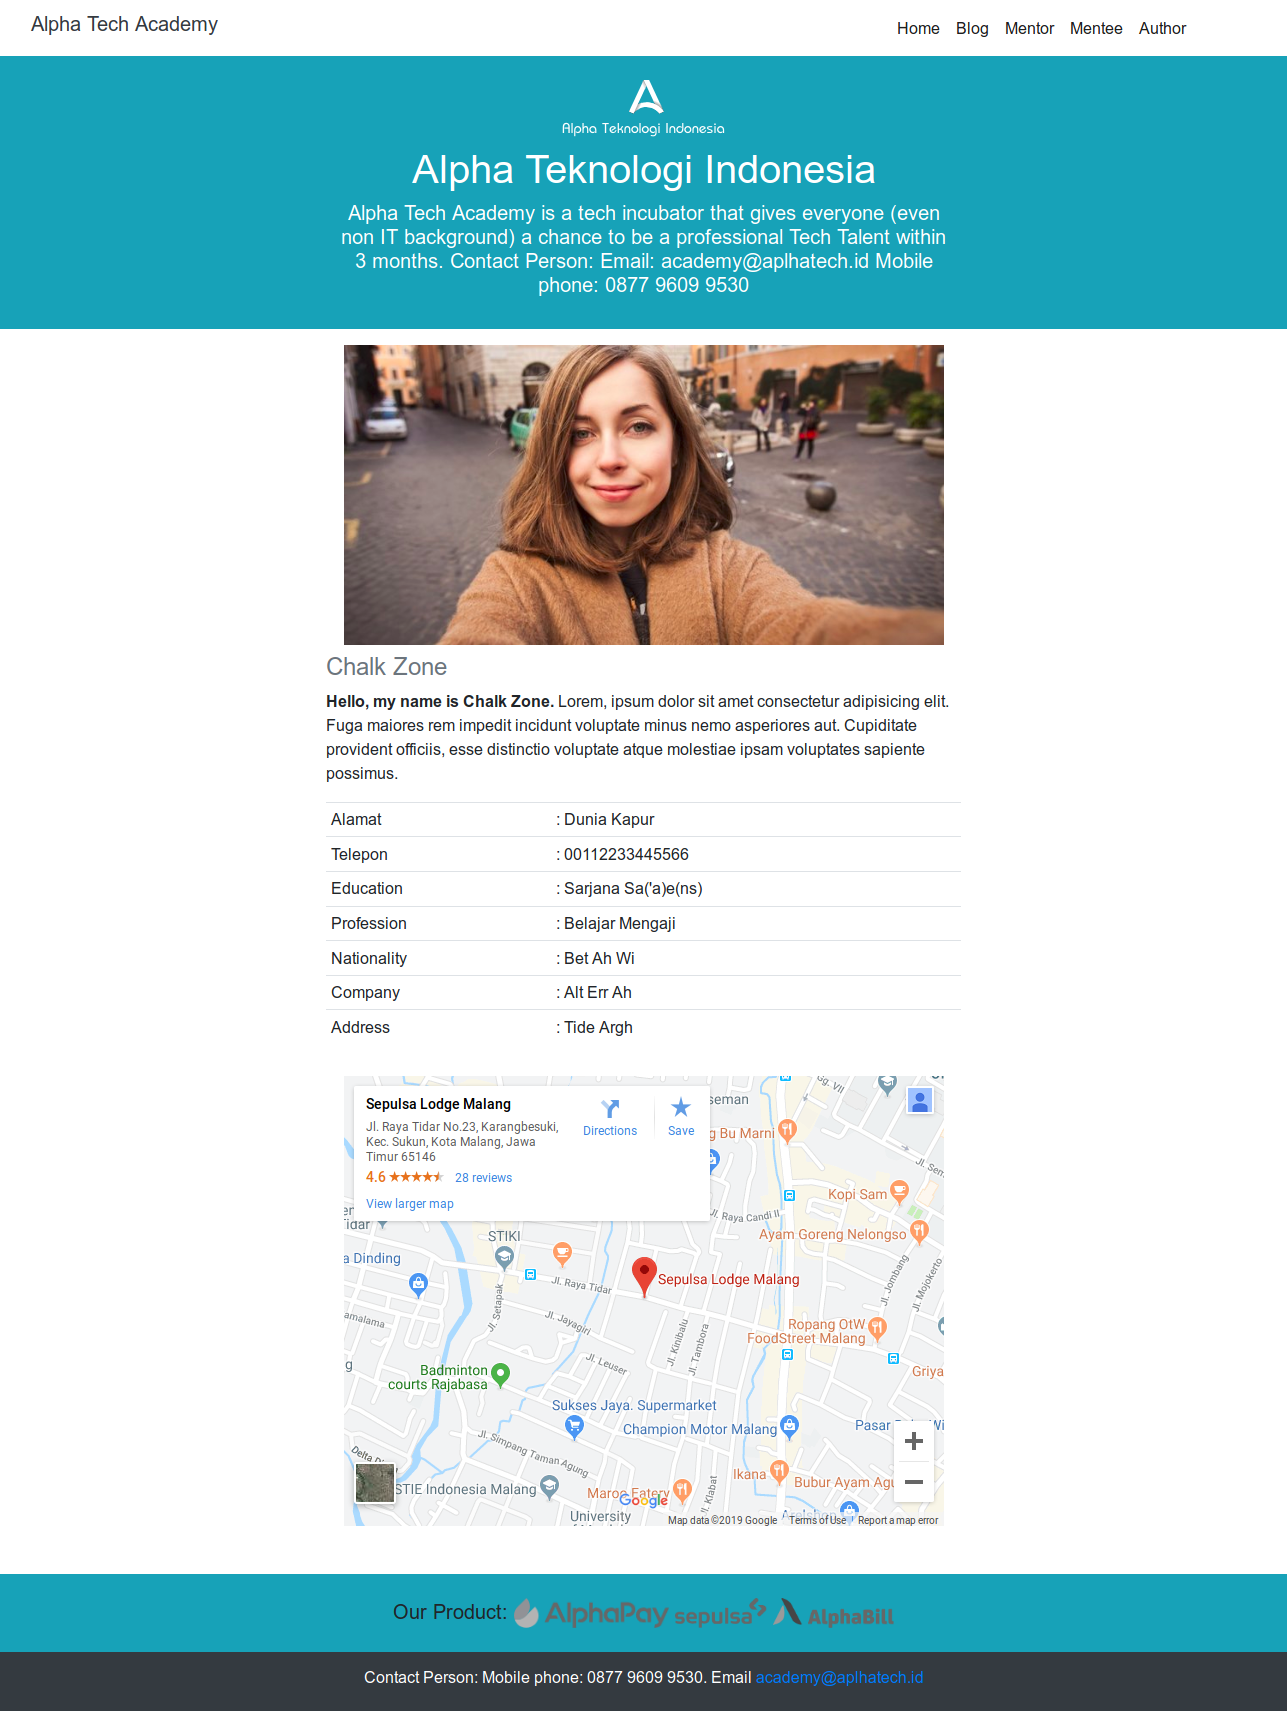 Alpha Tech Academy
Home Blog Mentor Mentee Author
Alpha Teknologi Indonesia
Alpha Teknologi Indonesia
Alpha Tech Academy is a tech incubator that gives everyone (even
non IT background) a chance to be a professional Tech Talent within
3 months. Contact Person: Email: academy@aplhatech.id Mobile
phone: 0877 9609 9530
Chalk Zone
Hello, my name is Chalk Zone. Lorem, ipsum dolor sit amet consectetur adipisicing elit.
Fuga maiores rem impedit incidunt voluptate minus nemo asperiores aut. Cupiditate
provident officiis, esse distinctio voluptate atque molestiae ipsam voluptates sapiente
possimus.
Alamat : Dunia Kapur
Telepon : 00112233445566
Education : Sarjana Sa('a)e(ns)
Profession : Belajar Mengaji
Nationality : Bet Ah Wi
Company : Alt Err Ah
Address : Tide Argh
Sepulsa Lodge Malang
Jl. Raya Tidar No.23, Karangbesuki,
Kec. Sukun, Kota Malang, Jawa
Timur 65146
4.6 28 reviews
View larger map
Directions
Save
gg. VII
seman
g Bu Marni
Jl. Sem
Kopi Sam
Jl. Raya Candi II
Ayam Goreng Nelongso
Tidar
STIKI
a Dinding
Jl. Raya Tidar
Sepulsa Lodge Malang
Jl. Jombang
Jl. Mojokerto
Jl. Setapak
amalama
Jl. Jayagiri
Jl. Kinibalu
Jl. Tambora
Ropang OtW
FoodStreet Malang
Jl. Leuser
Badminton
courts Rajabasa
Griya
Sukses Jaya. Supermarket
Champion Motor Malang
Pasar
Jl. Simpang Taman Agung
Delta
Ikana
Bubur Ayam Agu
STIE Indonesia Malang
Maroo Eatery
Google
Jl. Klabat
University
Map data ©2019 Google Terms of Use Report a map error
Our Product: AlphaPay sepulsa AlphaBill
Contact Person: Mobile phone: 0877 9609 9530. Email academy@aplhatech.id